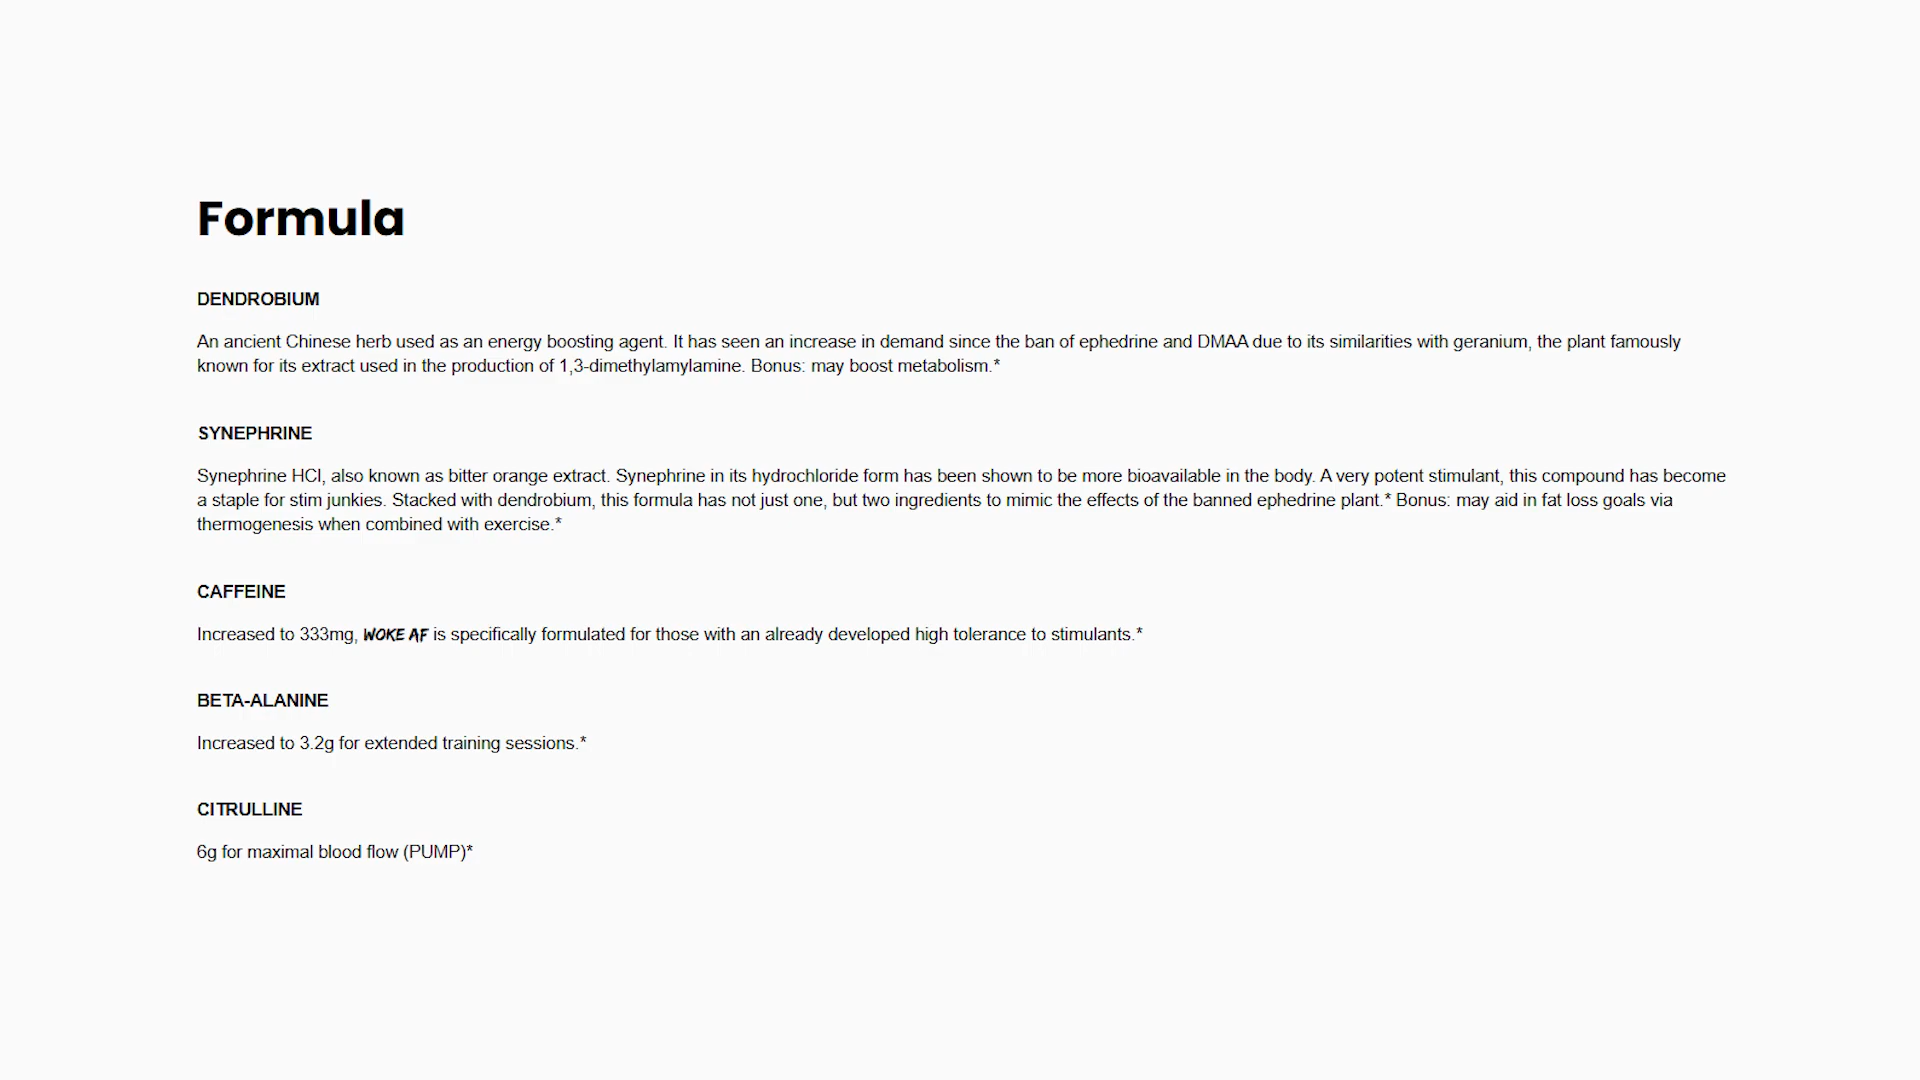 Formula
DENDROBIUM
An ancient Chinese herb used as an energy boosting agent. It has seen an increase in demand since the ban of ephedrine and DMAA due to its similarities with geranium, the plant famously
known for its extract used in the production of 1,3-dimethylamylamine. Bonus: may boost metabolism.*
SYNEPHRINE
Synephrine HCl, also known as bitter orange extract. Synephrine in its hydrochloride form has been shown to be more bioavailable in the body. A very potent stimulant, this compound has become
a staple for stim junkies. Stacked with dendrobium, this formula has not just one, but two ingredients to mimic the effects of the banned ephedrine plant.* Bonus: may aid in fat loss goals via
thermogenesis when combined with exercise.*
CAFFEINE
Increased to 333mg, WOKE AF is specifically formulated for those with an already developed high tolerance to stimulants.*
BETA-ALANINE
Increased to 3.2g for extended training sessions.*
CITRULLINE
6g for maximal blood flow (PUMP)*